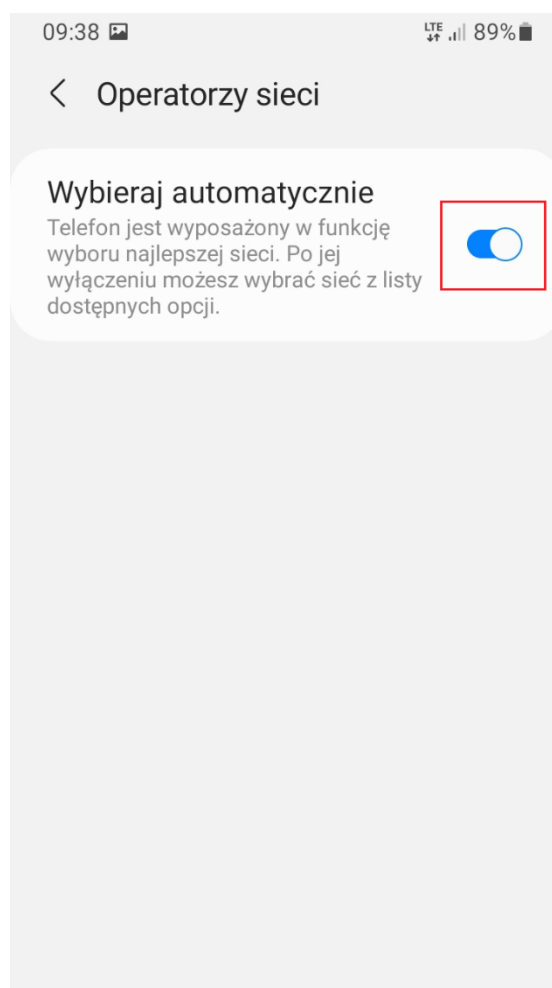 09:38 LTE 89%
Operatorzy sieci
Wybieraj automatycznie
Telefon jest wyposażony w funkcję
wyboru najlepszej sieci. Po jej
wyłączeniu możesz wybrać sieć z listy
dostępnych opcji.